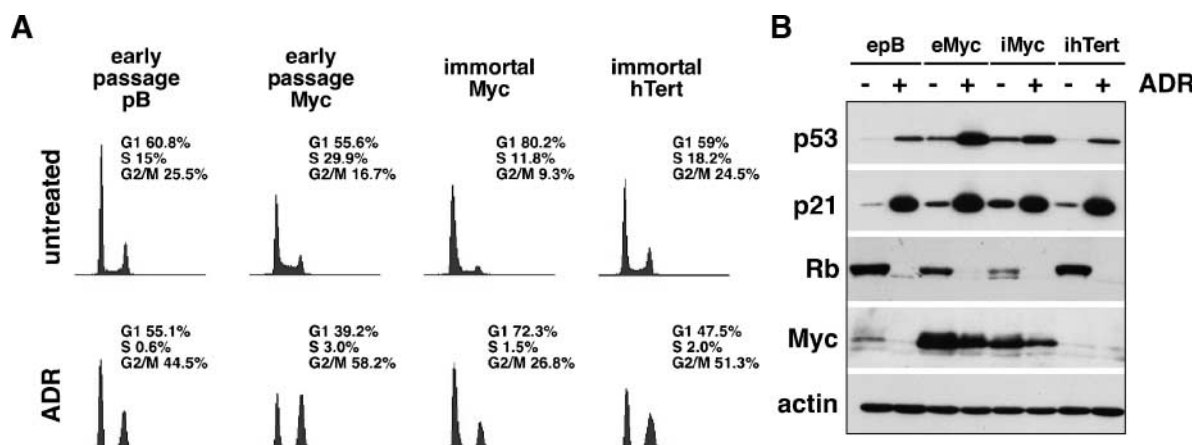 A
early
passage
pB
early
passage
Myc
immortal
Myc
immortal
hTert
untreated
G1 60.8%
S 15%
G2/M 25.5%
G1 55.6%
S 29.9%
G2/M 16.7%
G1 80.2%
S 11.8%
G2/M 9.3%
G1 59%
S 18.2%
G2/M 24.5%
ADR
G1 55.1%
S 0.6%
G2/M 44.5%
G1 39.2%
S 3.0%
G2/M 58.2%
G1 72.3%
S 1.5%
G2/M 26.8%
G1 47.5%
S 2.0%
G2/M 51.3%
B
epB eMyc iMyc ihTert
- + - + - + - + ADR
p53
p21
Rb
Myc
actin